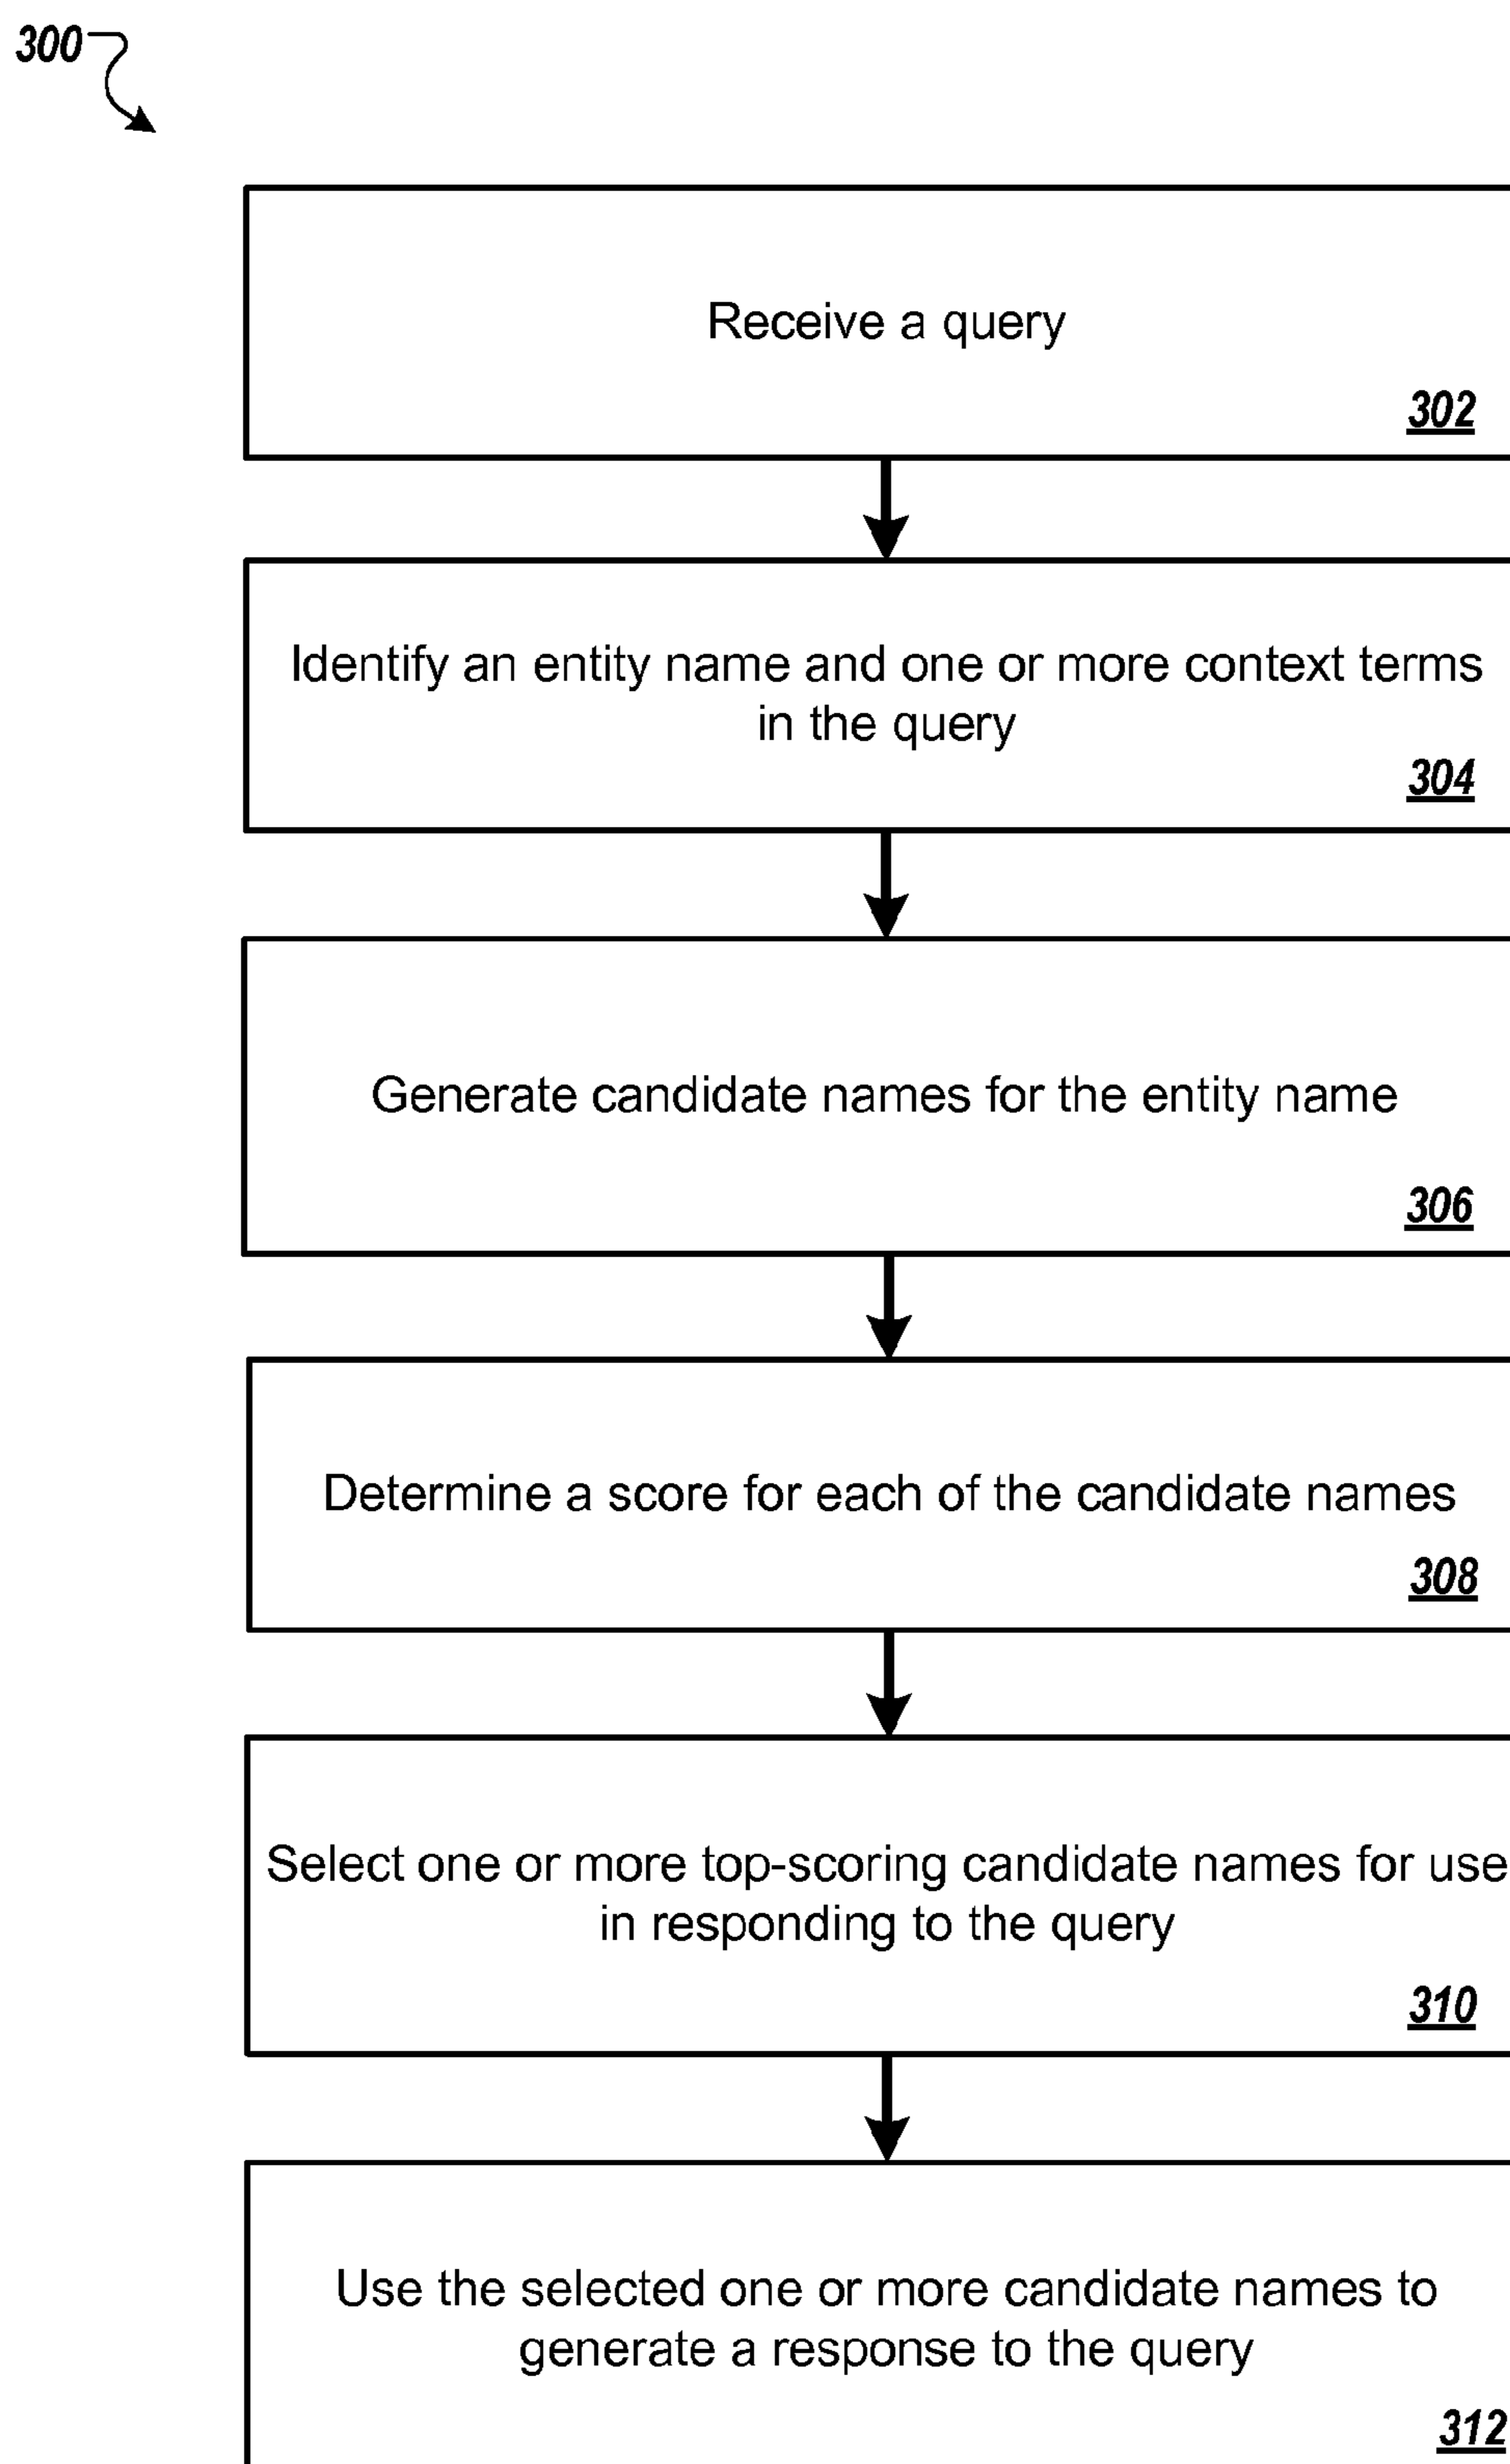 300
Receive a query
302
Identify an entity name and one or more context terms
in the query
304
Generate candidate names for the entity name
306
Determine a score for each of the candidate names
308
Select one or more top-scoring candidate names for use
in responding to the query
310
Use the selected one or more candidate names to
generate a response to the query
312